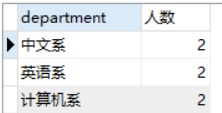 department 人数
中文系 2
英语系 2
计算机系 2